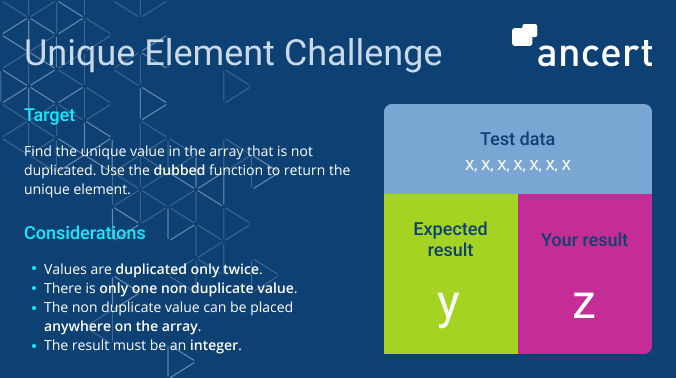 Unique Element Challenge
ancert
Target
Find the unique value in the array that is not
duplicated. Use the dubbed function to return the
unique element.
Considerations
• Values are duplicated only twice.
• There is only one non duplicate value.
• The non duplicate value can be placed
anywhere on the array.
• The result must be an integer.
Test data
x, x, x, x, x, x, x
Expected
result
y
Your result
z